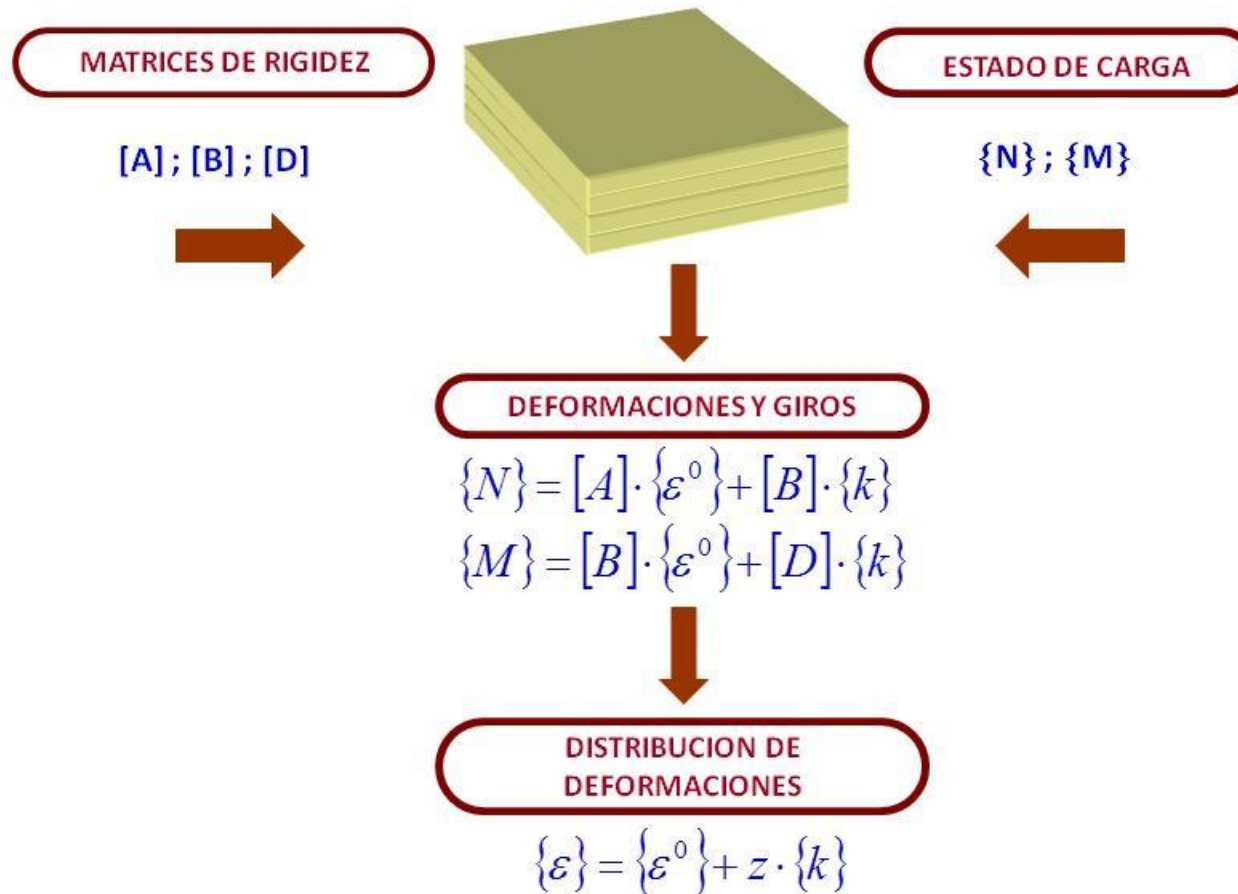 MATRICES DE RIGIDEZ
ESTADO DE CARGA
[A] ; [B] ; [D]
{N} ; {M}
DEFORMACIONES Y GIROS
{N} = [A]·{ε⁰} + [B]·{k}
{M} = [B]·{ε⁰} + [D]·{k}
DISTRIBUCION DE
DEFORMACIONES
{ε} = {ε⁰} + z·{k}